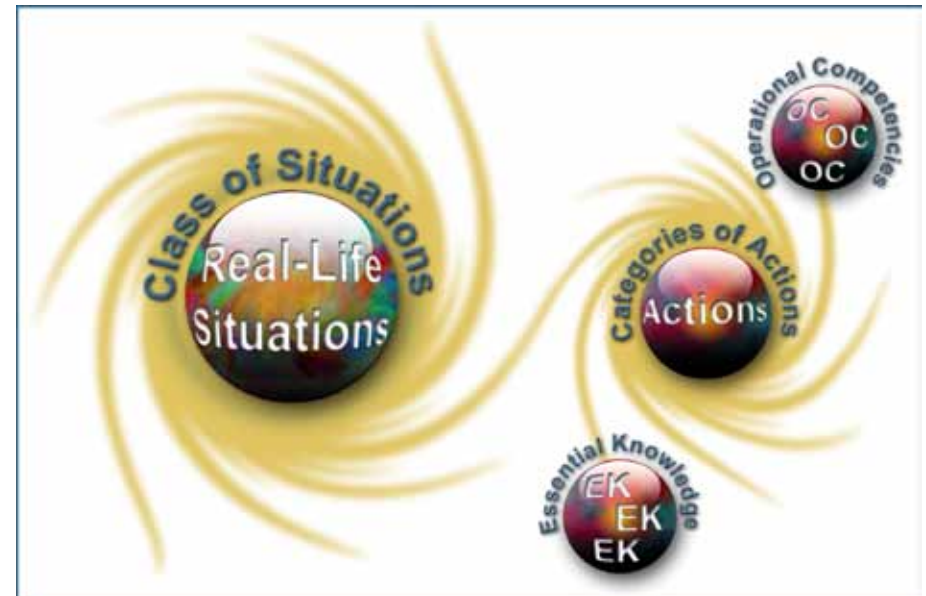 Class of Situations
Real-Life
Situations
Categories of Actions
Actions
Operational Competencies
OC
OC
OC
Essential Knowledge
EK
EK
EK